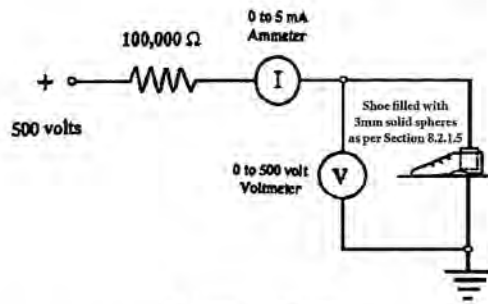 0 to 5 mA
Ammeter
100,000 Ω
I
+
500 volts
Shoe filled with
3mm solid spheres
as per Section 8.2.1.5
0 to 500 volt
Voltmeter
V